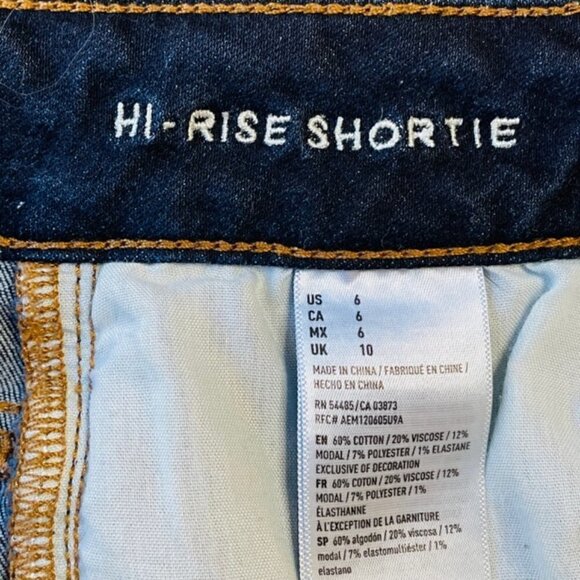 HI-RISE SHORTIE
US 6
CA 6
MX 6
UK 10
MADE IN CHINA / FABRIQUÉ EN CHINE /
HECHO EN CHINA
RN 54485/CA 03873
RFC# AEM120605U9A
EN 60% COTTON / 20% VISCOSE / 12%
MODAL / 7% POLYESTER / 1% ELASTANE
EXCLUSIVE OF DECORATION
FR 60% COTON / 20% VISCOSE / 12%
MODAL / 7% POLYESTER / 1%
ÉLASTHANNE
À L'EXCEPTION DE LA GARNITURE
SP 60% algodón / 20% viscosa / 12%
modal / 7% elastomultiéster / 1%
elastano